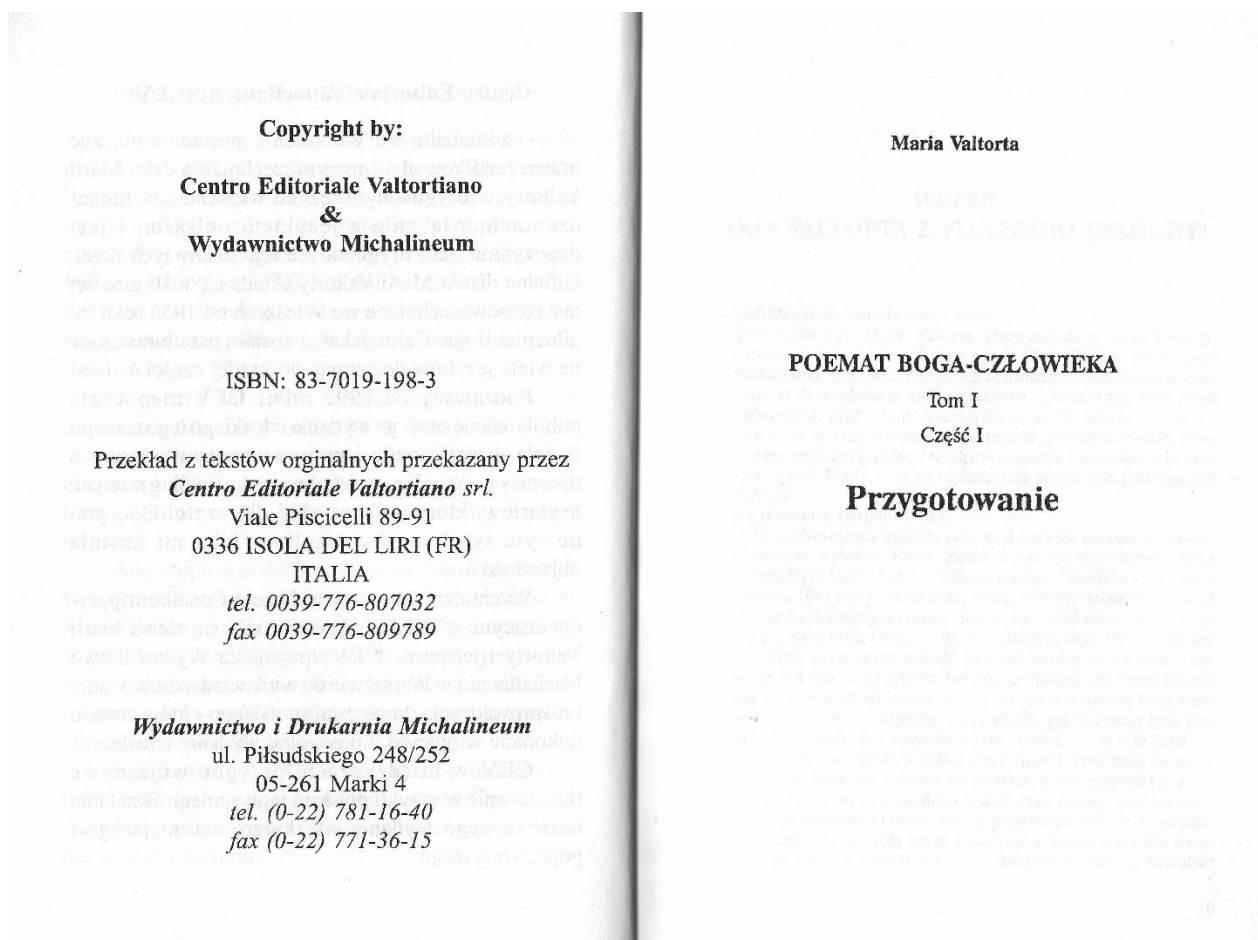 Copyright by:
Centro Editoriale Valtortiano
&
Wydawnictwo Michalineum
ISBN: 83-7019-198-3
Przekład z tekstów orginalnych przekazany przez
Centro Editoriale Valtortiano srl.
Viale Piscicelli 89-91
0336 ISOLA DEL LIRI (FR)
ITALIA
tel. 0039-776-807032
fax 0039-776-809789
Wydawnictwo i Drukarnia Michalineum
ul. Piłsudskiego 248/252
05-261 Marki 4
tel. (0-22) 781-16-40
fax (0-22) 771-36-15
Maria Valtorta
POEMAT BOGA-CZŁOWIEKA
Tom I
Część I
Przygotowanie